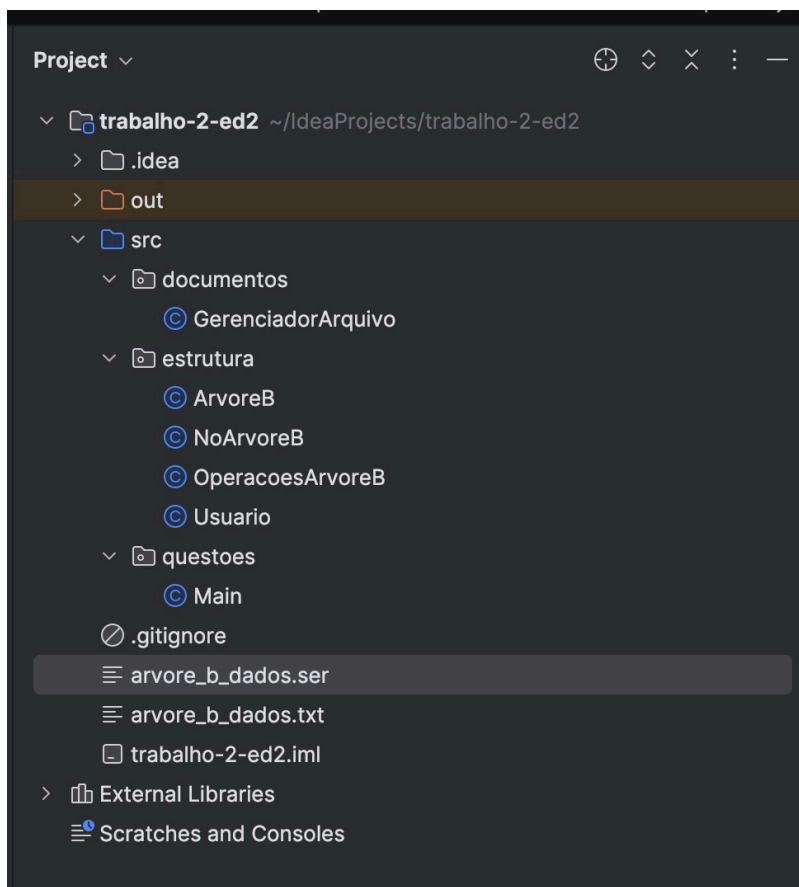 Project
trabalho-2-ed2 ~/IdeaProjects/trabalho-2-ed2
.idea
out
src
documentos
GerenciadorArquivo
estrutura
ArvoreB
NoArvoreB
OperacoesArvoreB
Usuario
questoes
Main
.gitignore
arvore_b_dados.ser
arvore_b_dados.txt
trabalho-2-ed2.iml
External Libraries
Scratches and Consoles